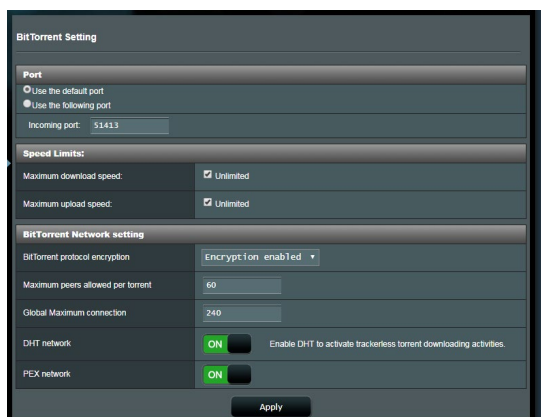 BitTorrent Setting
Port
Use the default port
Use the following port
Incoming port: 51413
Speed Limits:
Maximum download speed: Unlimited
Maximum upload speed: Unlimited
BitTorrent Network setting
BitTorrent protocol encryption Encryption enabled
Maximum peers allowed per torrent 60
Global Maximum connection 240
DHT network ON Enable DHT to activate trackerless torrent downloading activities.
PEX network ON
Apply